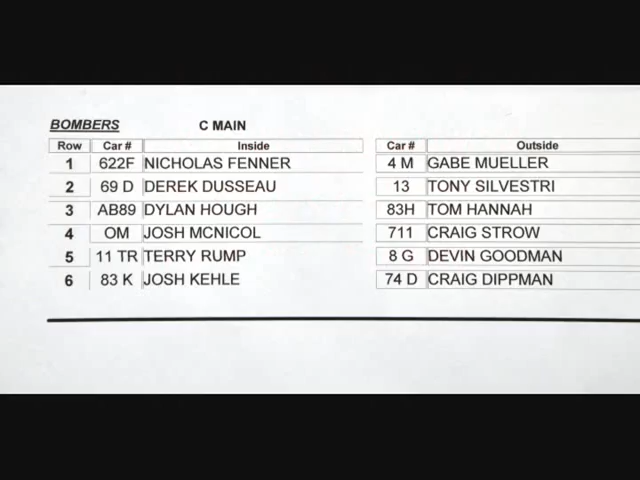 BOMBERS C MAIN
Row Car # Inside Car # Outside
1 622F NICHOLAS FENNER 4 M GABE MUELLER
2 69 D DEREK DUSSEAU 13 TONY SILVESTRI
3 AB89 DYLAN HOUGH 83H TOM HANNAH
4 OM JOSH MCNICOL 711 CRAIG STROW
5 11 TR TERRY RUMP 8 G DEVIN GOODMAN
6 83 K JOSH KEHLE 74 D CRAIG DIPPMAN